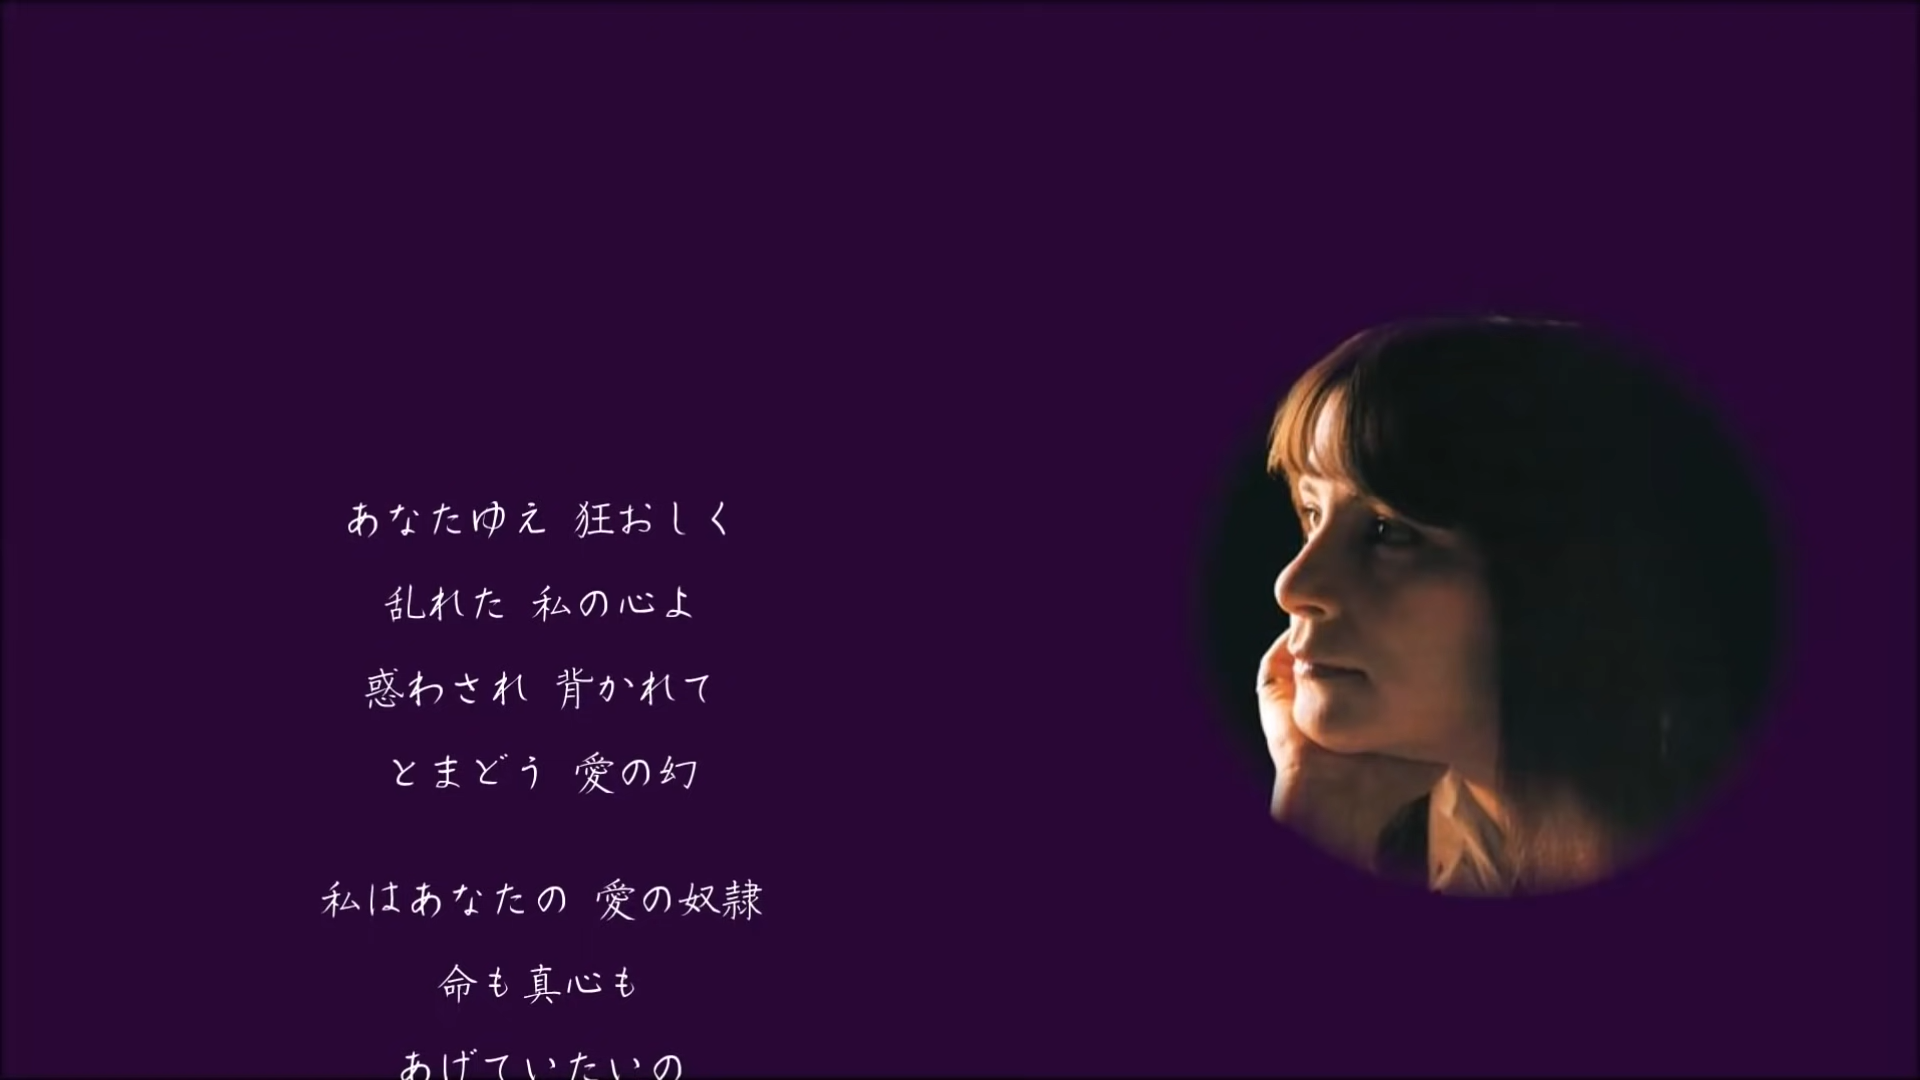 あなたゆえ 狂おしく
乱れた 私の心よ
惑わされ 背かれて
とまどう 愛の幻
私はあなたの 愛の奴隷
命も真心も
あげていたいの